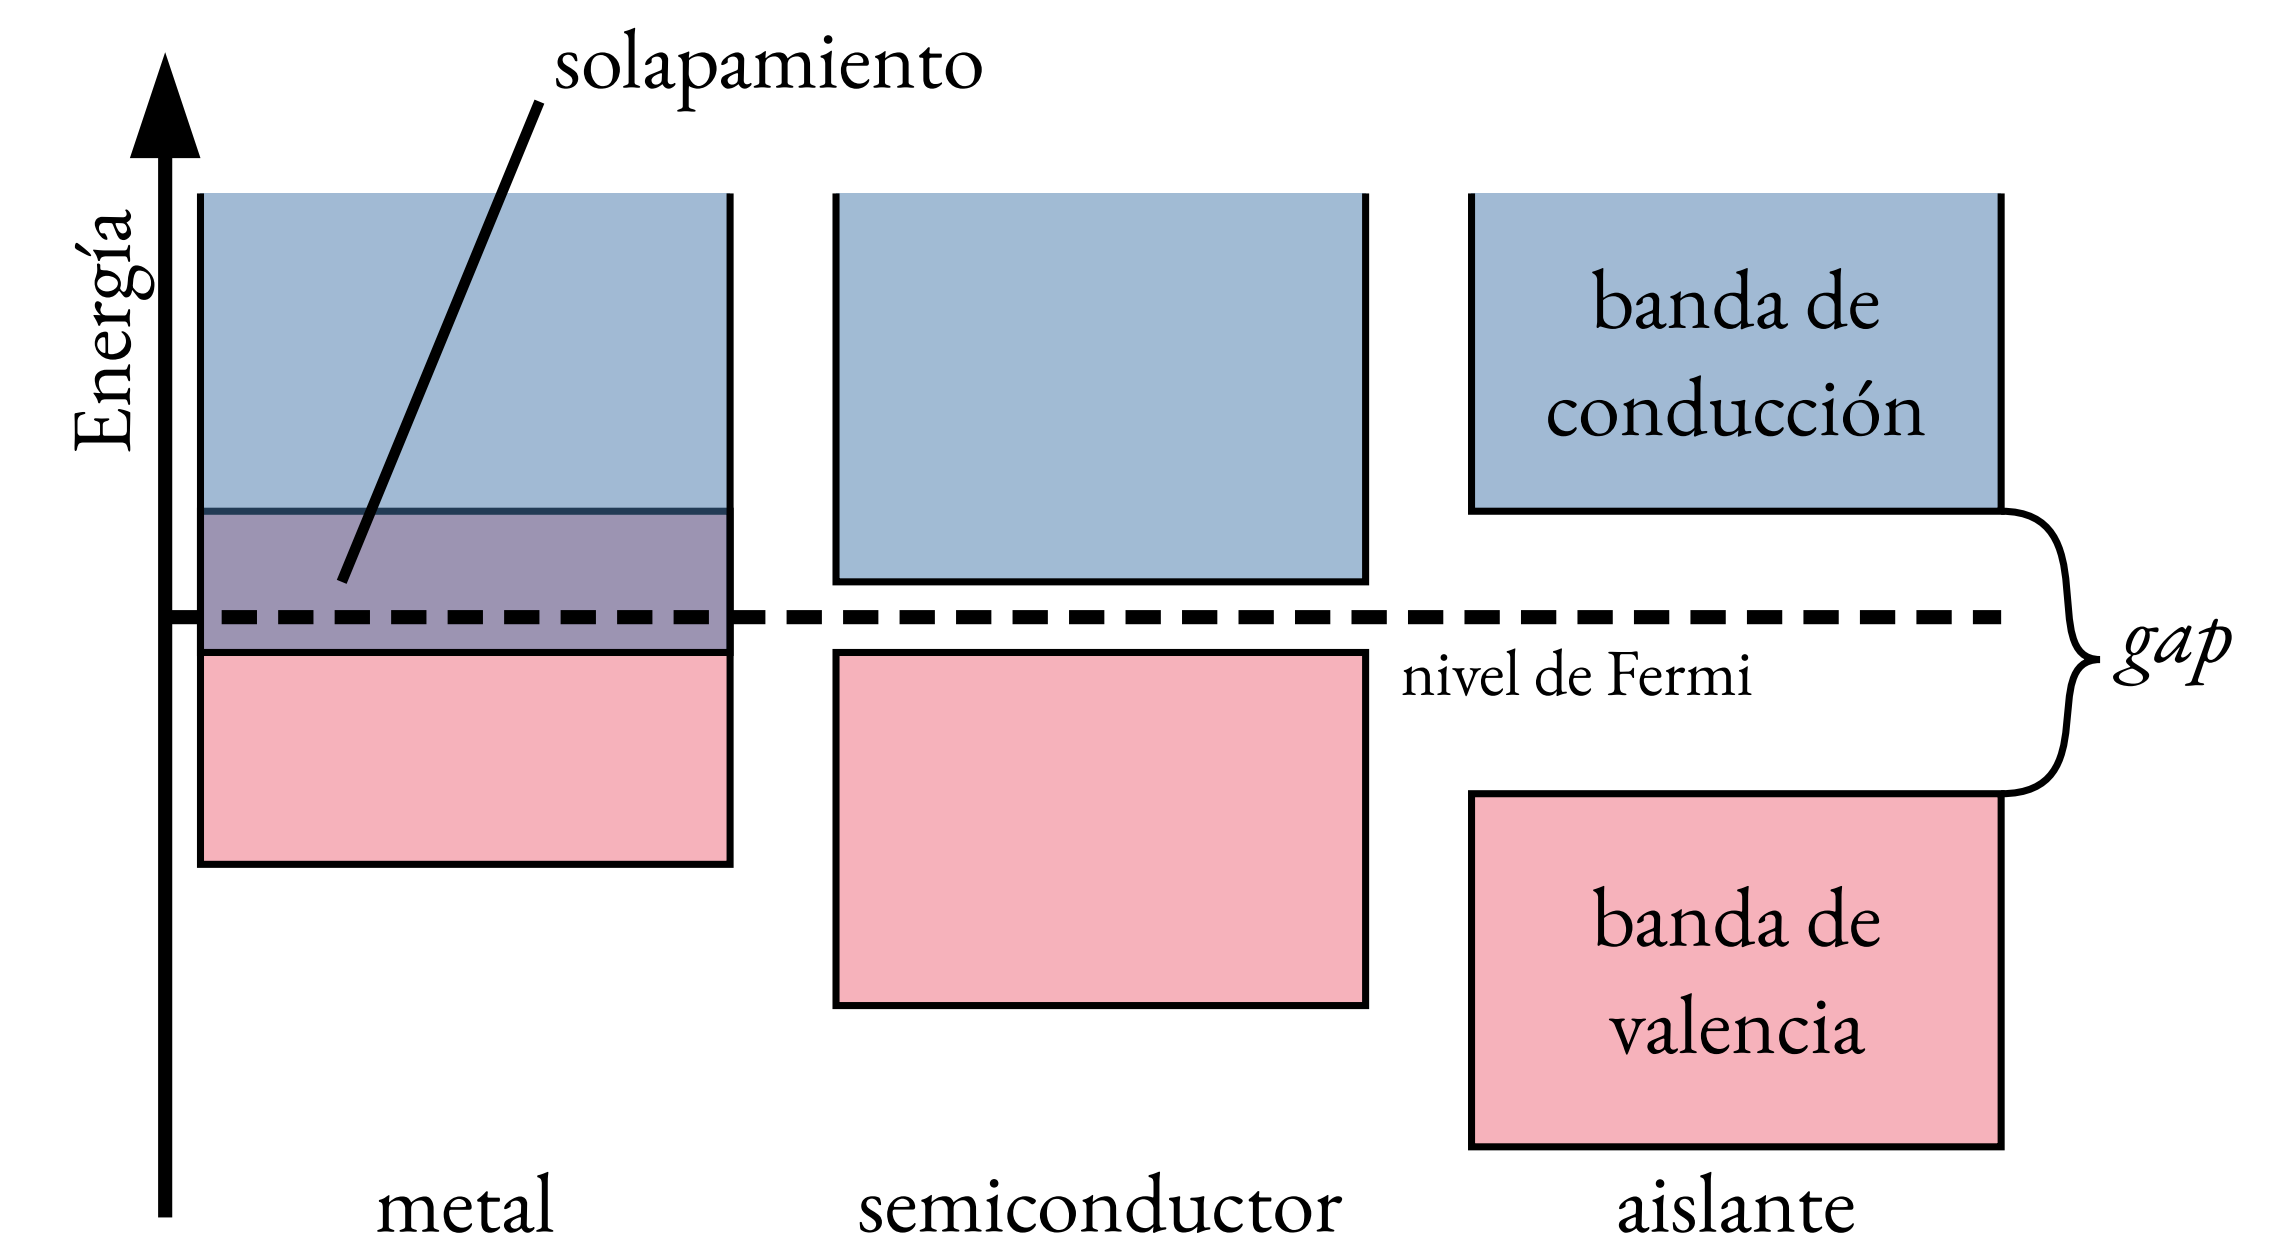 solapamiento
Energía
banda de
conducción
nivel de Fermi
gap
banda de
valencia
metal
semiconductor
aislante